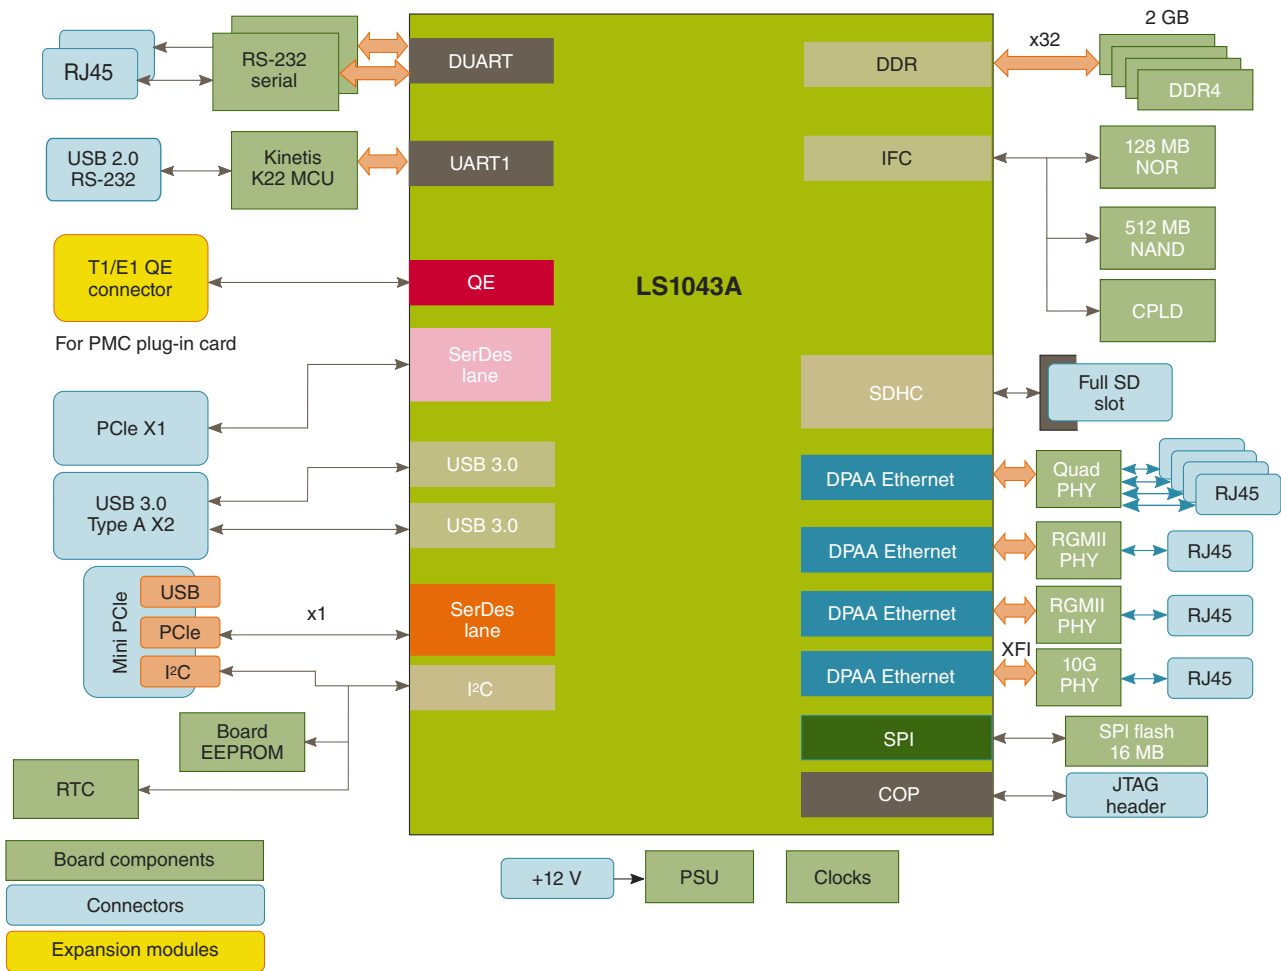 2 GB
x32
RJ45
RS-232
serial
DUART
DDR
DDR4
USB 2.0
RS-232
Kinetis
K22 MCU
UART1
IFC
128 MB
NOR
512 MB
NAND
CPLD
T1/E1 QE
connector
QE
LS1043A
For PMC plug-in card
SerDes
lane
PCIe X1
SDHC
Full SD
slot
USB 3.0
Type A X2
USB 3.0
USB 3.0
DPAA Ethernet
Quad
PHY
RJ45
DPAA Ethernet
RGMII
PHY
RJ45
Mini PCIe
USB
PCIe
I²C
x1
SerDes
lane
I²C
DPAA Ethernet
RGMII
PHY
RJ45
XFI
DPAA Ethernet
10G
PHY
RJ45
Board
EEPROM
RTC
SPI
SPI flash
16 MB
COP
JTAG
header
Board components
Connectors
Expansion modules
+12 V
PSU
Clocks